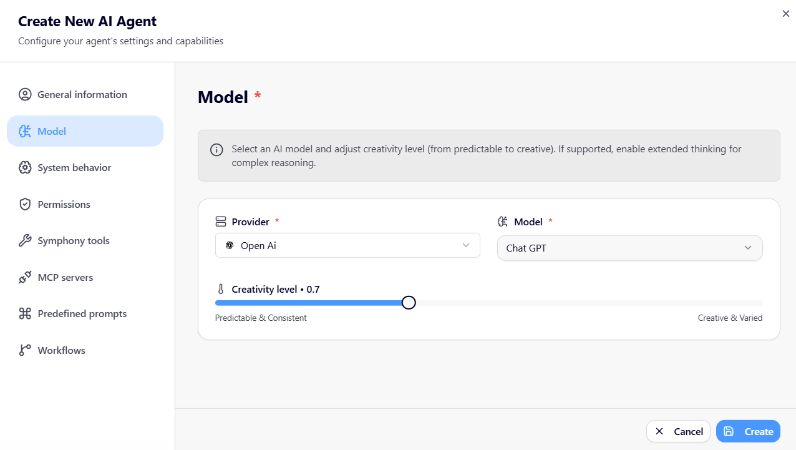 Create New AI Agent
Configure your agent's settings and capabilities
General information
Model
System behavior
Permissions
Symphony tools
MCP servers
Predefined prompts
Workflows
Model *
Select an AI model and adjust creativity level (from predictable to creative). If supported, enable extended thinking for
complex reasoning.
Provider *
Open Ai
Model *
Chat GPT
Creativity level • 0.7
Predictable & Consistent
Creative & Varied
Cancel
Create